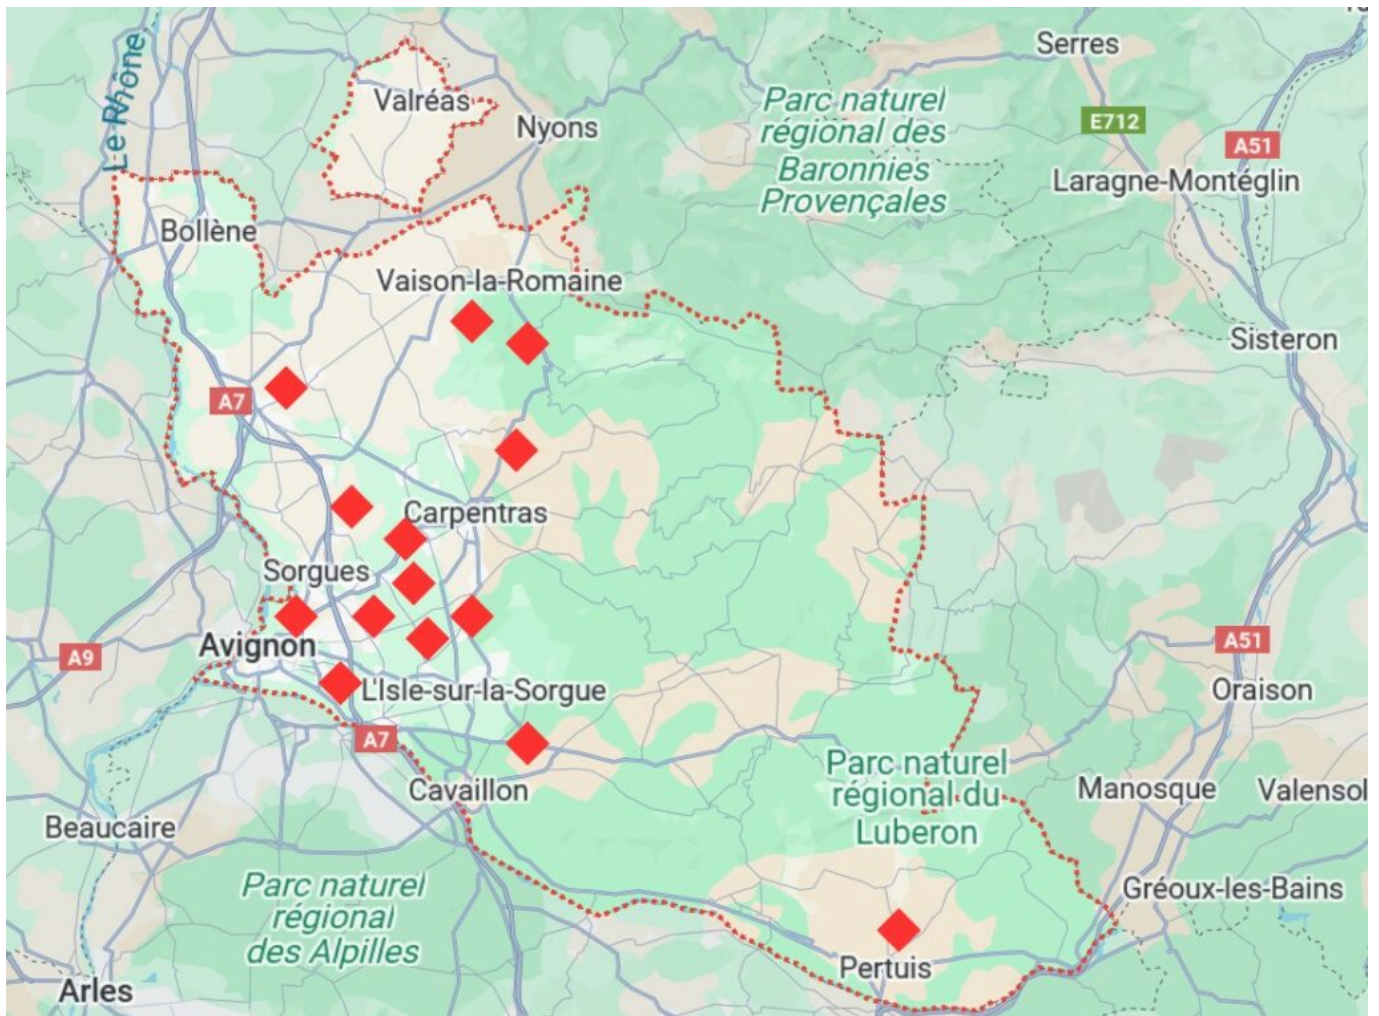 Serres
Le Rhône
Valréas
Parc naturel
régional des
Baronnies
Provençales
Nyons
E712
A51
Laragne-Montéglin
Bollène
Vaison-la-Romaine
Sisteron
A7
Carpentras
Sorgues
Avignon
A9
A51
L'Isle-sur-la-Sorgue
Oraison
A7
Parc naturel
régional du
Luberon
Cavaillon
Manosque
Valensol
Beaucaire
Parc naturel
régional
des Alpilles
Gréoux-les-Bains
Pertuis
Arles